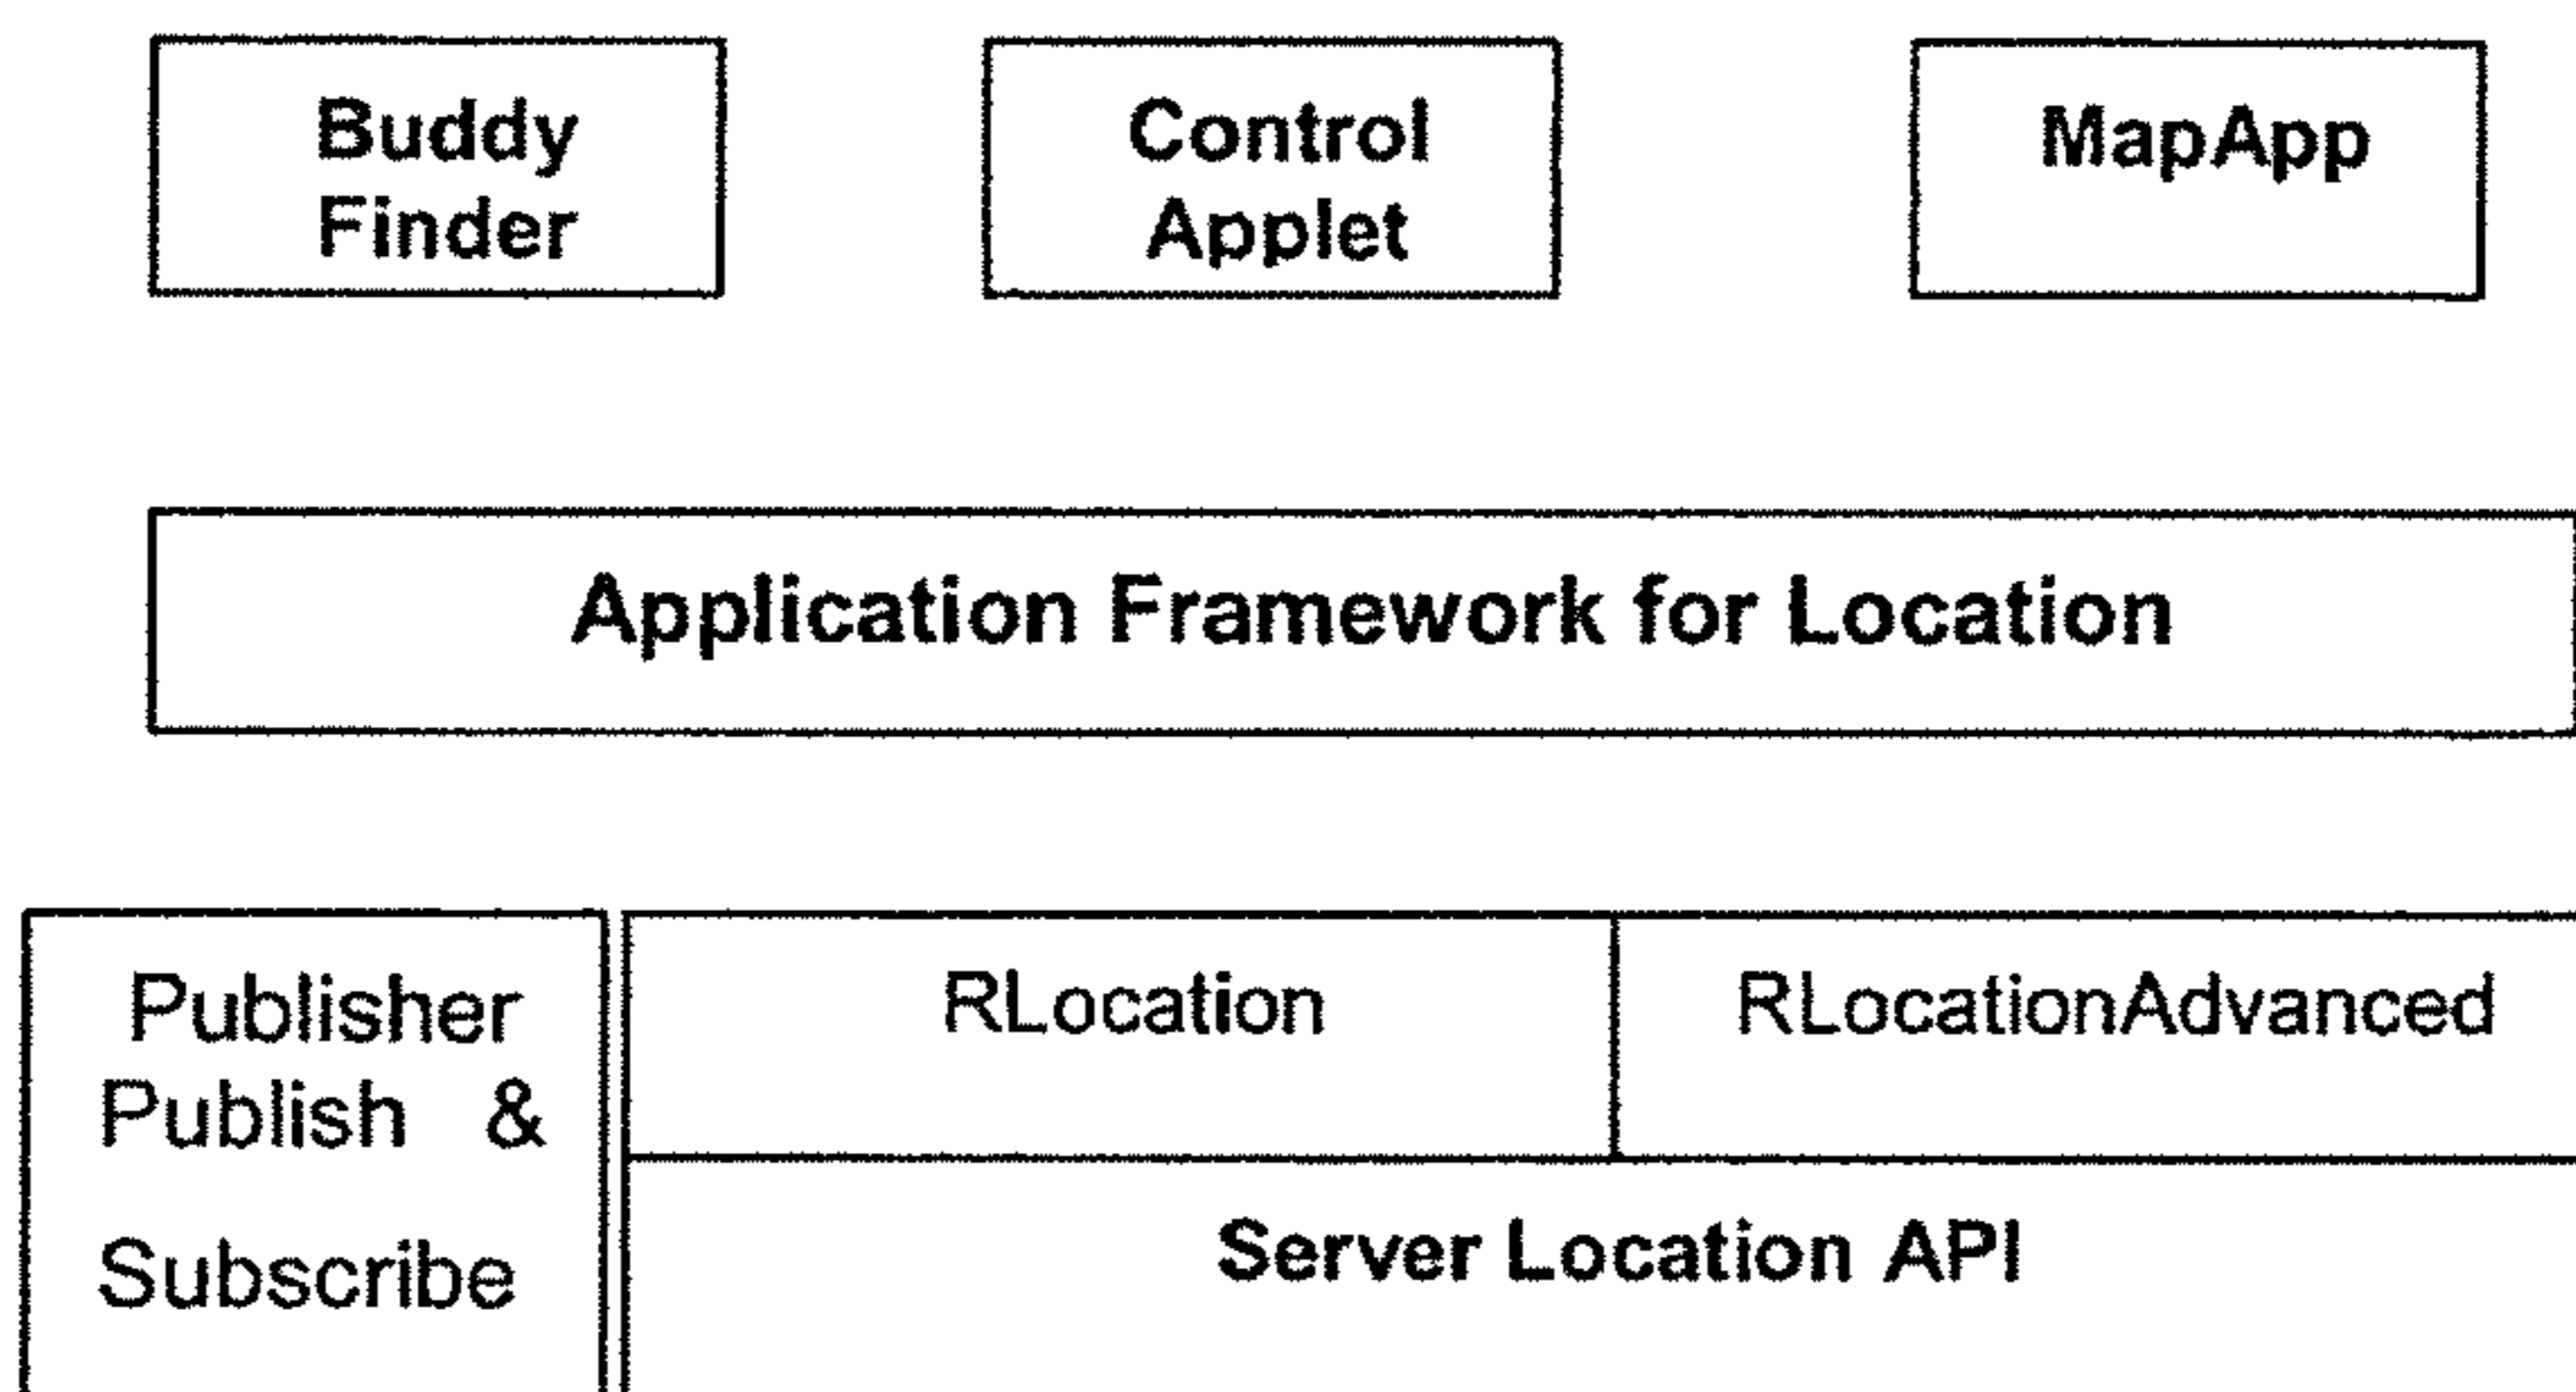 Buddy
Finder
Control
Applet
MapApp
Application Framework for Location
Publisher
Publish &
Subscribe
RLocation
RLocationAdvanced
Server Location API